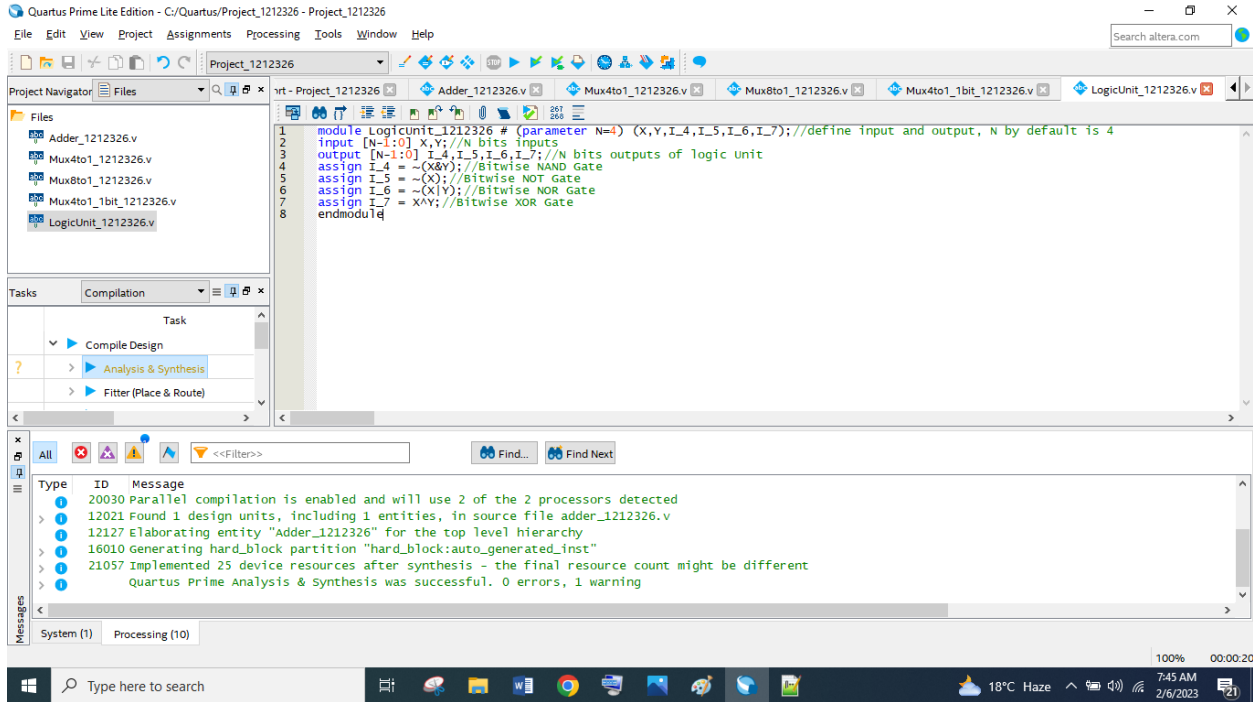 Quartus Prime Lite Edition - C:/Quartus/Project_1212326 - Project_1212326
File Edit View Project Assignments Processing Tools Window Help
Search altera.com
Project_1212326
STOP
Project Navigator Files
ort - Project_1212326 Adder_1212326.v Mux4to1_1212326.v Mux8to1_1212326.v Mux4to1_1bit_1212326.v LogicUnit_1212326.v
267
268
Files
Adder_1212326.v
Mux4to1_1212326.v
Mux8to1_1212326.v
Mux4to1_1bit_1212326.v
LogicUnit_1212326.v
1 module LogicUnit_1212326 # (parameter N=4) (X,Y,I_4,I_5,I_6,I_7);//define input and output, N by default is 4
2 input [N-1:0] X,Y;//N bits inputs
3 output [N-1:0] I_4,I_5,I_6,I_7;//N bits outputs of logic Unit
4 assign I_4 = ~(X&Y);//Bitwise NAND Gate
5 assign I_5 = ~(X);//Bitwise NOT Gate
6 assign I_6 = ~(X|Y);//Bitwise NOR Gate
7 assign I_7 = X^Y;//Bitwise XOR Gate
8 endmodule
Tasks Compilation
Task
Compile Design
? Analysis & Synthesis
Fitter (Place & Route)
All <<Filter>> Find... Find Next
Type ID Message
20030 Parallel compilation is enabled and will use 2 of the 2 processors detected
12021 Found 1 design units, including 1 entities, in source file adder_1212326.v
12127 Elaborating entity "Adder_1212326" for the top level hierarchy
16010 Generating hard_block partition "hard_block:auto_generated_inst"
21057 Implemented 25 device resources after synthesis - the final resource count might be different
Quartus Prime Analysis & Synthesis was successful. 0 errors, 1 warning
Messages
System (1) Processing (10)
100% 00:00:20
Type here to search
18°C Haze
7:45 AM
2/6/2023
21